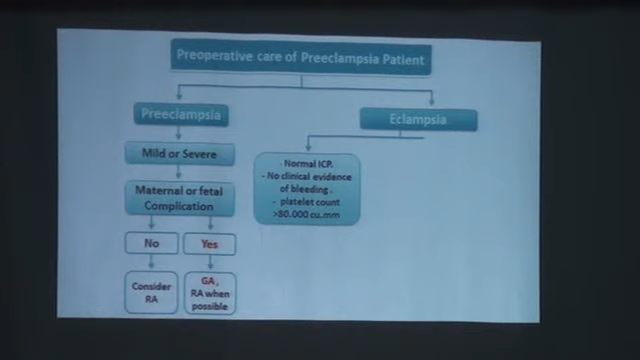 Preoperative care of Preeclampsia Patient
Preeclampsia
Eclampsia
Mild or Severe
Maternal or fetal
Complication
No
Yes
Consider
RA
GA,
RA when
possible
Normal ICP.
- No clinical evidence
of bleeding .
- platelet count
>80.000 cu.mm